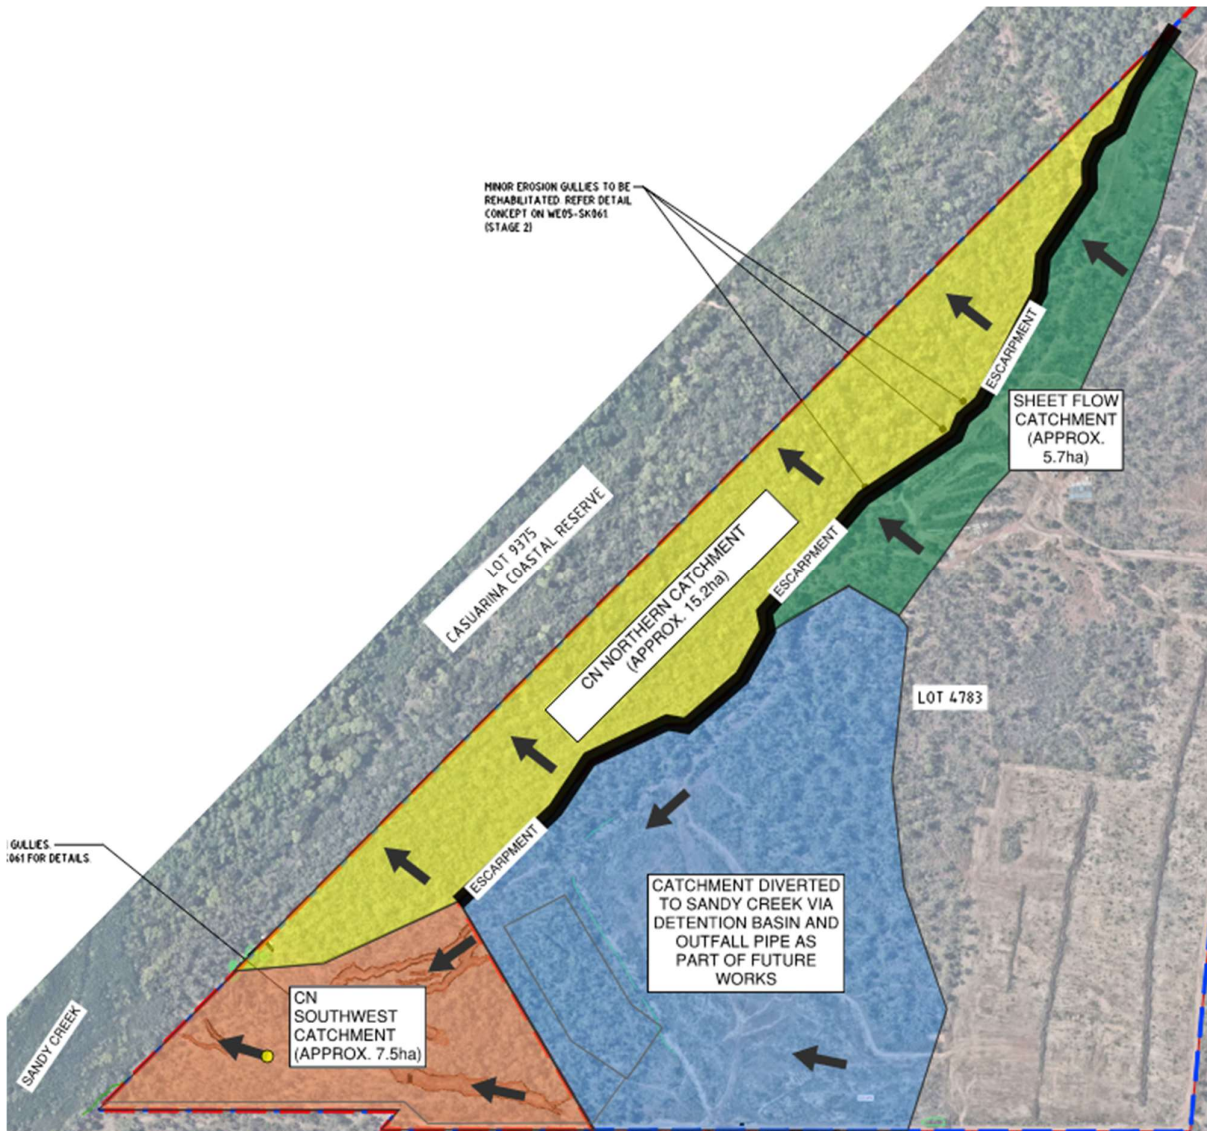 MINOR EROSION GULLIES TO BE
REHABILITATED. REFER DETAIL
CONCEPT ON WE05-SK061
(STAGE 2)
ESCARPMENT
SHEET FLOW
CATCHMENT
(APPROX.
5.7ha)
LOT 9375
CASUARINA COASTAL RESERVE
CN NORTHERN CATCHMENT
(APPROX. 15.2ha)
ESCARPMENT
LOT 4783
GULLIES.
K061 FOR DETAILS.
ESCARPMENT
CATCHMENT DIVERTED
TO SANDY CREEK VIA
DETENTION BASIN AND
OUTFALL PIPE AS
PART OF FUTURE
WORKS
CN
SOUTHWEST
CATCHMENT
(APPROX. 7.5ha)
SANDY CREEK